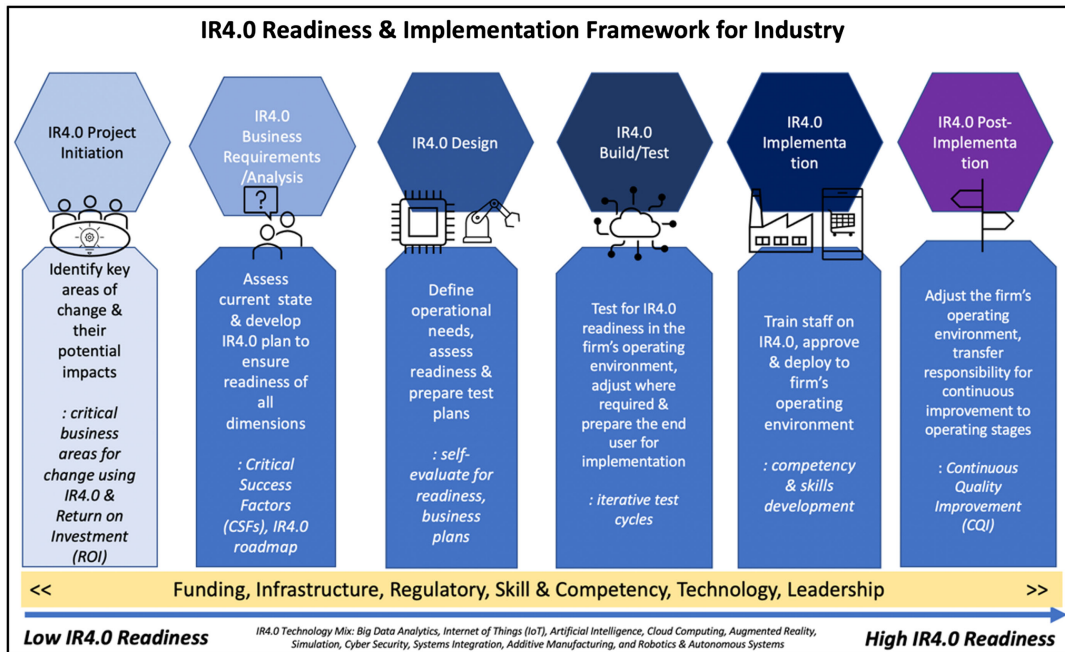 IR4.0 Readiness & Implementation Framework for Industry
IR4.0 Project
Initiation
IR4.0
Business
Requirements
/Analysis
IR4.0 Design
IR4.0
Build/Test
IR4.0
Implementa
tion
IR4.0 Post-
Implementa
tion
?
Identify key
areas of
change &
their
potential
impacts
: critical
business
areas for
change using
IR4.0 &
Return on
Investment
(ROI)
Assess
current state
& develop
IR4.0 plan to
ensure
readiness of
all
dimensions
: Critical
Success
Factors
(CSFs), IR4.0
roadmap
Define
operational
needs,
assess
readiness &
prepare test
plans
: self-
evaluate for
readiness,
business
plans
Test for IR4.0
readiness in the
firm's operating
environment,
adjust where
required &
prepare the end
user for
implementation
: iterative test
cycles
Train staff on
IR4.0, approve
& deploy to
firm's
operating
environment
: competency
& skills
development
Adjust the firm's
operating
environment,
transfer
responsibility for
continuous
improvement to
operating stages
: Continuous
Quality
Improvement
(CQI)
<< Funding, Infrastructure, Regulatory, Skill & Competency, Technology, Leadership >>
Low IR4.0 Readiness
IR4.0 Technology Mix: Big Data Analytics, Internet of Things (IoT), Artificial Intelligence, Cloud Computing, Augmented Reality,
Simulation, Cyber Security, Systems Integration, Additive Manufacturing, and Robotics & Autonomous Systems
High IR4.0 Readiness